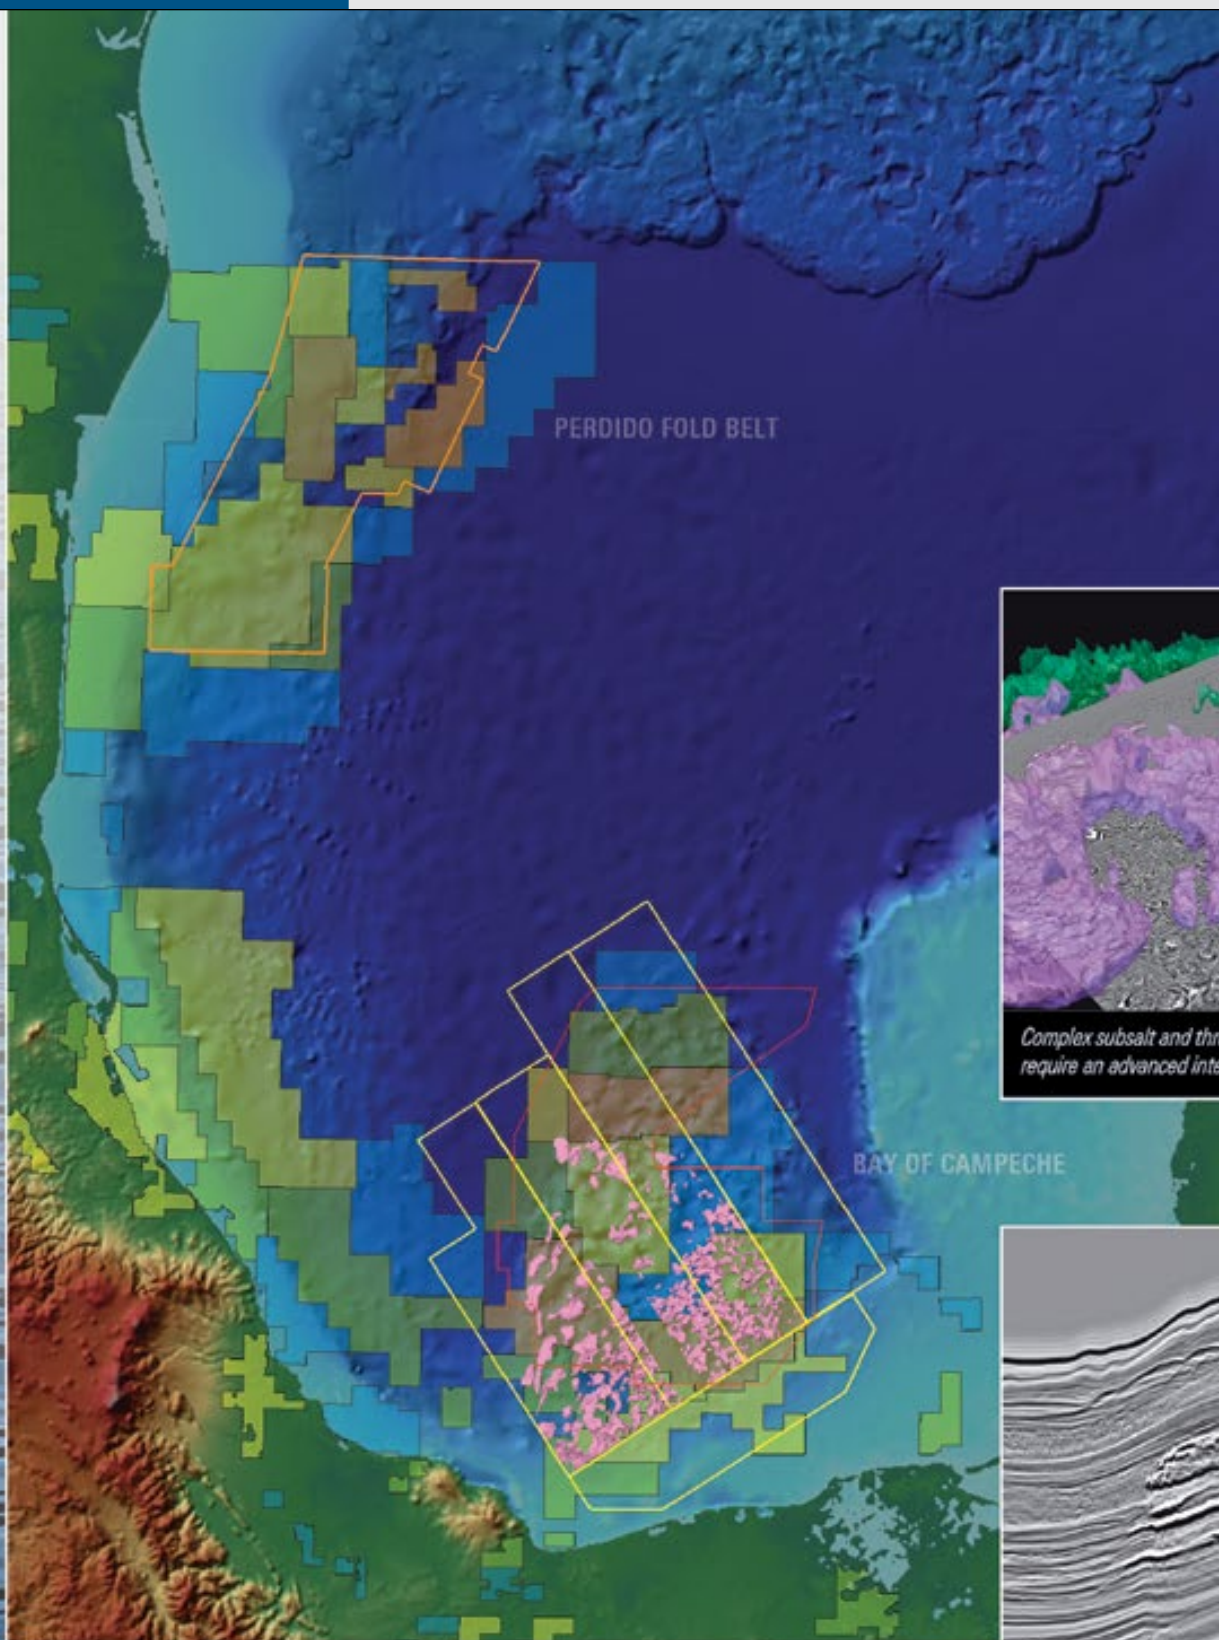 PERDIDO FOLD BELT
Complex subsalt and thr
require an advanced inte
BAY OF CAMPECHE